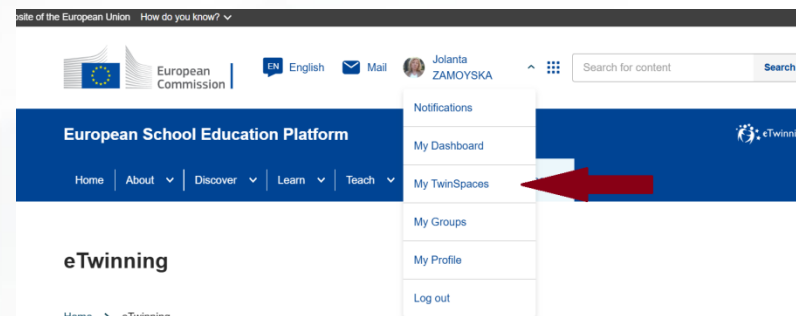 site of the European Union How do you know?
European
Commission
EN English Mail Jolanta
ZAMOYSKA
Search for content Search
Notifications
European School Education Platform
eTwinni
My Dashboard
Home About Discover Learn Teach
My TwinSpaces
My Groups
eTwinning
My Profile
Log out
Home > eTwinning